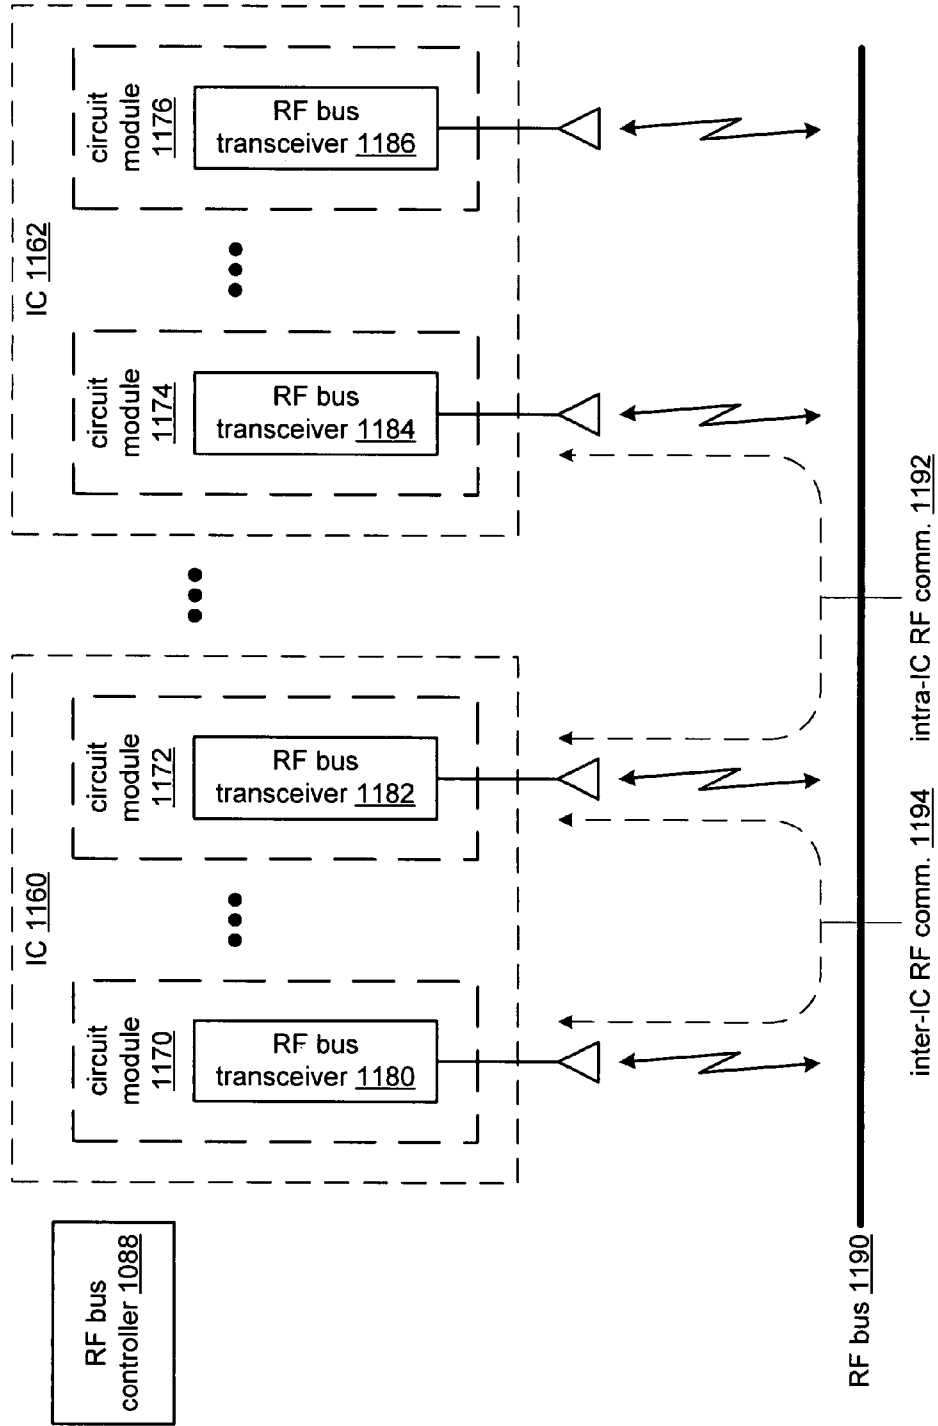 RF bus
controller 1088
IC 1160
circuit
module
1170
RF bus
transceiver 1180
circuit
module
1172
RF bus
transceiver 1182
IC 1162
circuit
module
1174
RF bus
transceiver 1184
circuit
module
1176
RF bus
transceiver 1186
RF bus 1190
inter-IC RF comm. 1194
intra-IC RF comm. 1192